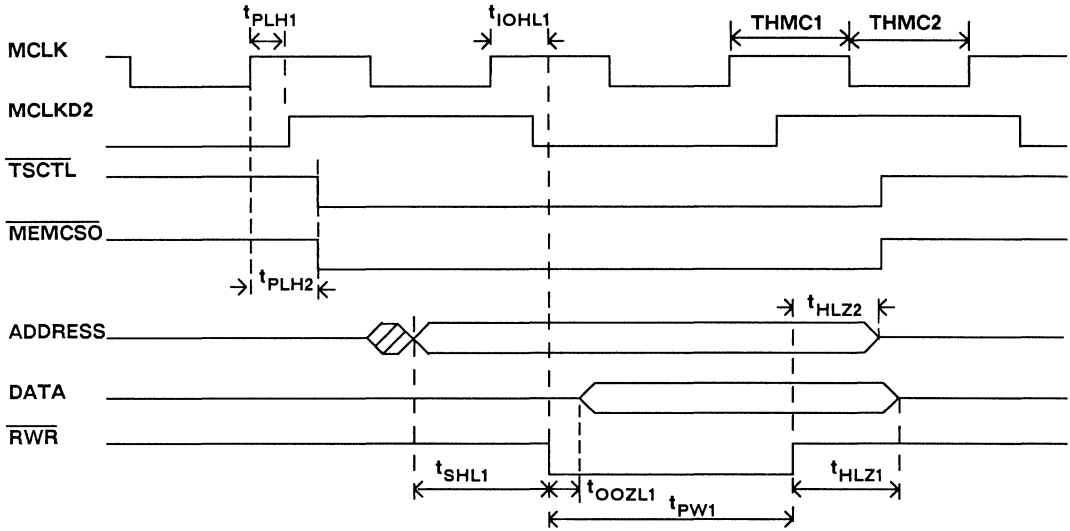 tPLH1
tIOHL1
THMC1
THMC2
MCLK
MCLKD2
TSCTL
MEMCSO
tPLH2
tHLZ2
ADDRESS
DATA
RWR
tSHL1
tOOZL1
tHLZ1
tPW1